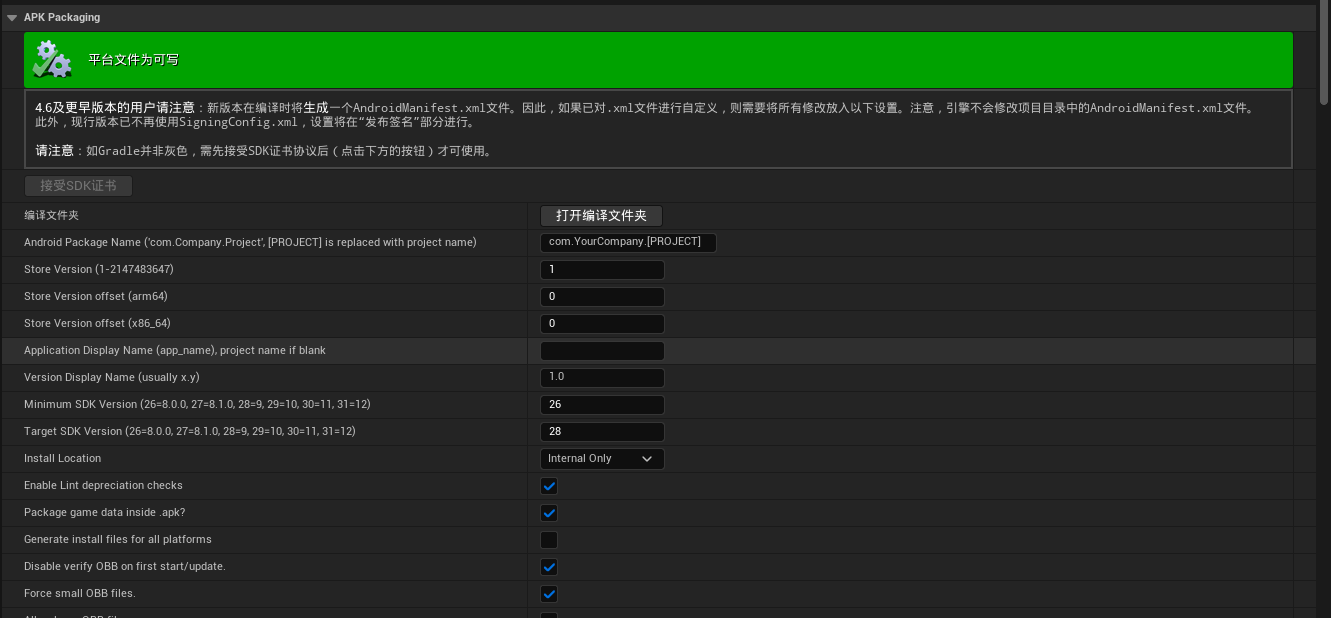 APK Packaging
平台文件为可写
4.6及更早版本的用户请注意：新版本在编译时将生成一个AndroidManifest.xml文件。因此，如果已对.xml文件进行自定义，则需要将所有修改放入以下设置。注意，引擎不会修改项目目录中的AndroidManifest.xml文件。
此外，现行版本已不再使用SigningConfig.xml，设置将在“发布签名”部分进行。
请注意：如Gradle并非灰色，需先接受SDK证书协议后（点击下方的按钮）才可使用。
接受SDK证书
编译文件夹 打开编译文件夹
Android Package Name ('com.Company.Project', [PROJECT] is replaced with project name) com.YourCompany.[PROJECT]
Store Version (1-2147483647) 1
Store Version offset (arm64) 0
Store Version offset (x86_64) 0
Application Display Name (app_name), project name if blank
Version Display Name (usually x.y) 1.0
Minimum SDK Version (26=8.0.0, 27=8.1.0, 28=9, 29=10, 30=11, 31=12) 26
Target SDK Version (26=8.0.0, 27=8.1.0, 28=9, 29=10, 30=11, 31=12) 28
Install Location Internal Only
Enable Lint depreciation checks
Package game data inside .apk?
Generate install files for all platforms
Disable verify OBB on first start/update.
Force small OBB files.